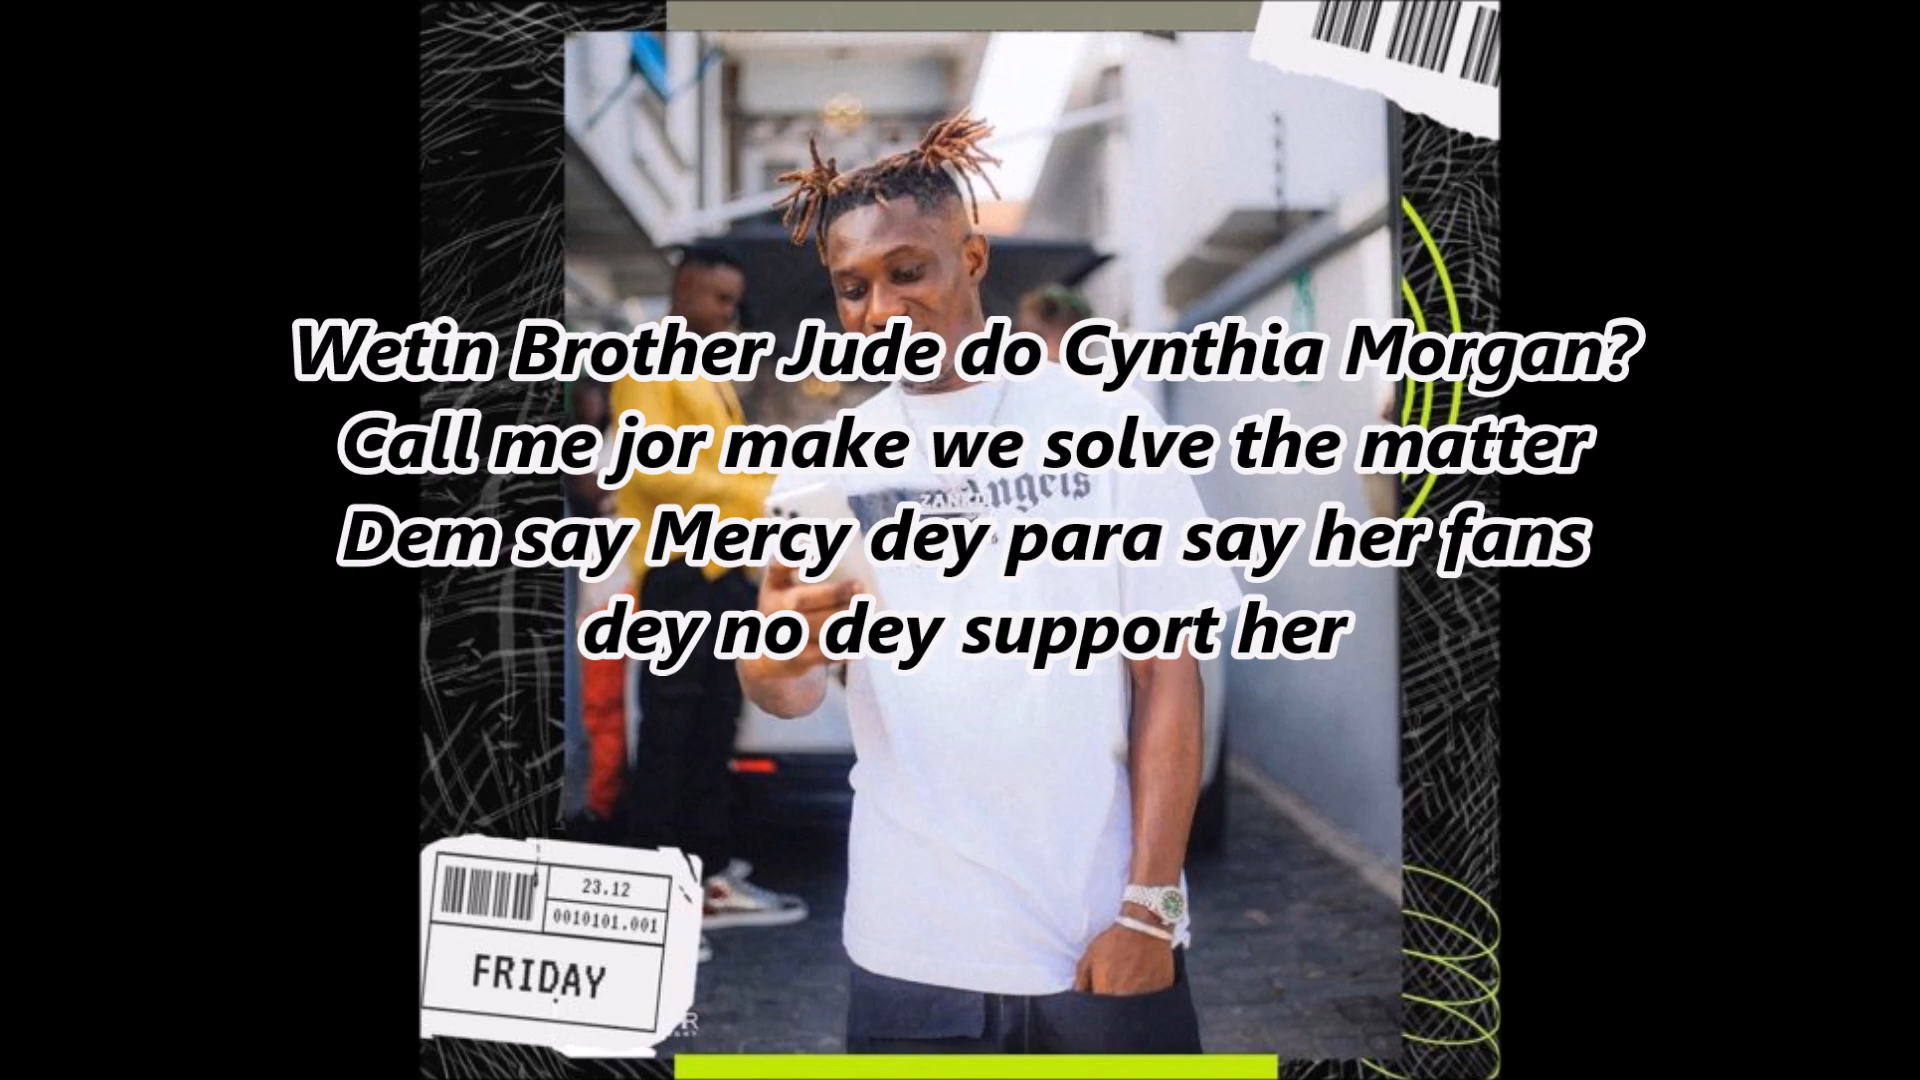 Wetin Brother Jude do Cynthia Morgan?
Call me jor make we solve the matter
Dem say Mercy dey para say her fans
dey no dey support her
Angels
23.12
0010101.001
FRIDAY